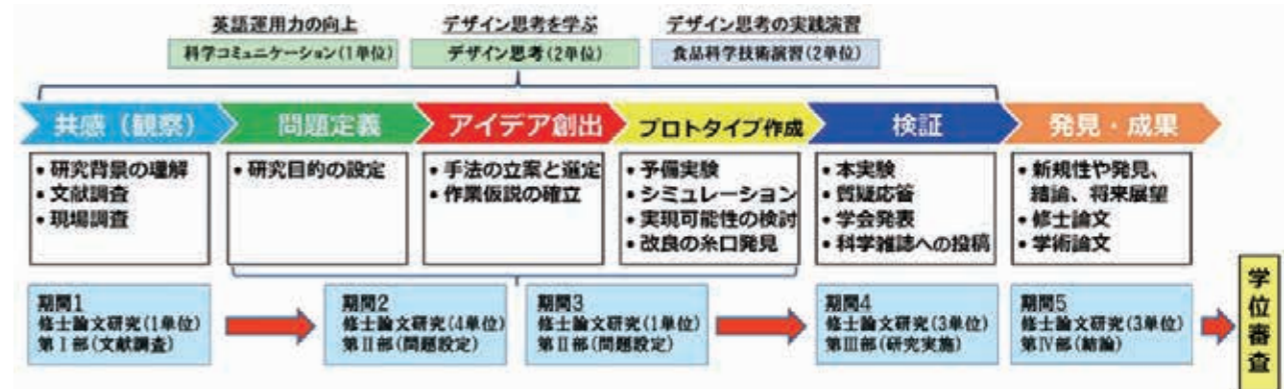 英語運用力の向上
科学コミュニケーション(1単位)
デザイン思考を学ぶ
デザイン思考(2単位)
デザイン思考の実践演習
食品科学技術演習(2単位)
共感（観察）
問題定義
アイデア創出
プロトタイプ作成
検証
発見・成果
• 研究背景の理解
• 文献調査
• 現場調査
• 研究目的の設定
• 手法の立案と選定
• 作業仮説の確立
• 予備実験
• シミュレーション
• 実現可能性の検討
• 改良の糸口発見
• 本実験
• 質疑応答
• 学会発表
• 科学雑誌への投稿
• 新規性や発見、
結論、将来展望
• 修士論文
• 学術論文
期間1
修士論文研究(1単位)
第Ⅰ部(文献調査)
期間2
修士論文研究(4単位)
第Ⅱ部(問題設定)
期間3
修士論文研究(1単位)
第Ⅱ部(問題設定)
期間4
修士論文研究(3単位)
第Ⅲ部(研究実施)
期間5
修士論文研究(3単位)
第Ⅳ部(結論)
学位審査